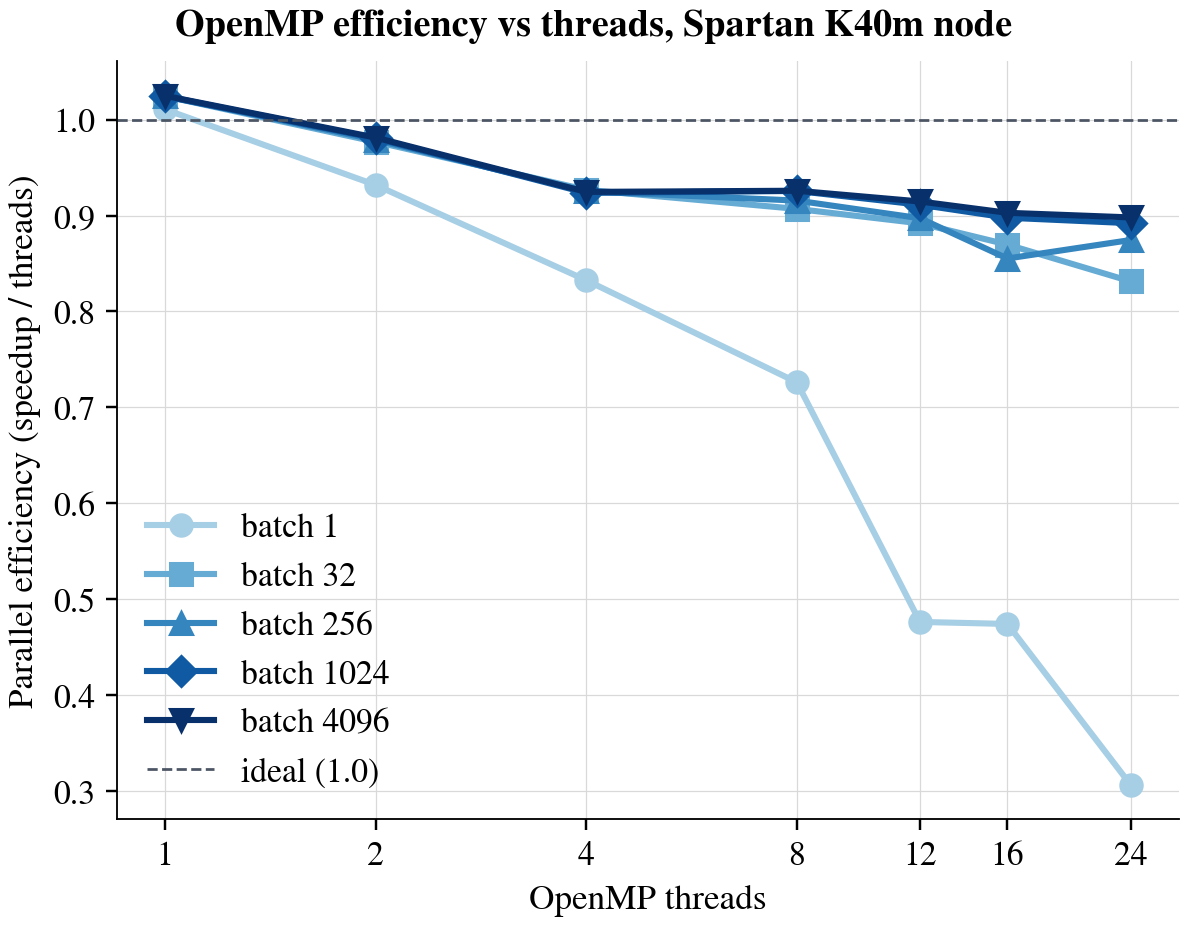 OpenMP efficiency vs threads, Spartan K40m node
Parallel efficiency (speedup / threads)
1.0
0.9
0.8
0.7
0.6
0.5
0.4
0.3
batch 1
batch 32
batch 256
batch 1024
batch 4096
ideal (1.0)
1 2 4 8 12 16 24
OpenMP threads